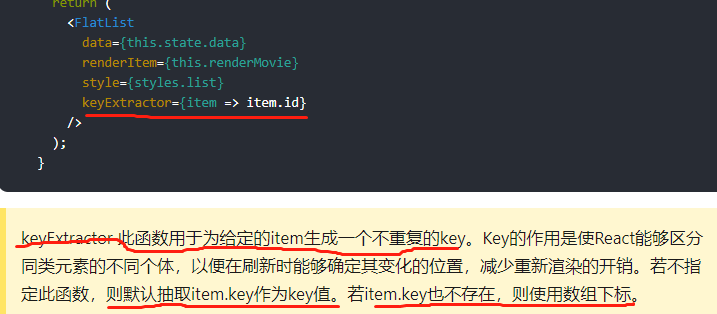 return (
<FlatList
data={this.state.data}
renderItem={this.renderMovie}
style={styles.list}
keyExtractor={item => item.id}
/>
);
}
keyExtractor 此函数用于为给定的item生成一个不重复的key。Key的作用是使React能够区分
同类元素的不同个体，以便在刷新时能够确定其变化的位置，减少重新渲染的开销。若不指
定此函数，则默认抽取item.key作为key值。若item.key也不存在，则使用数组下标。